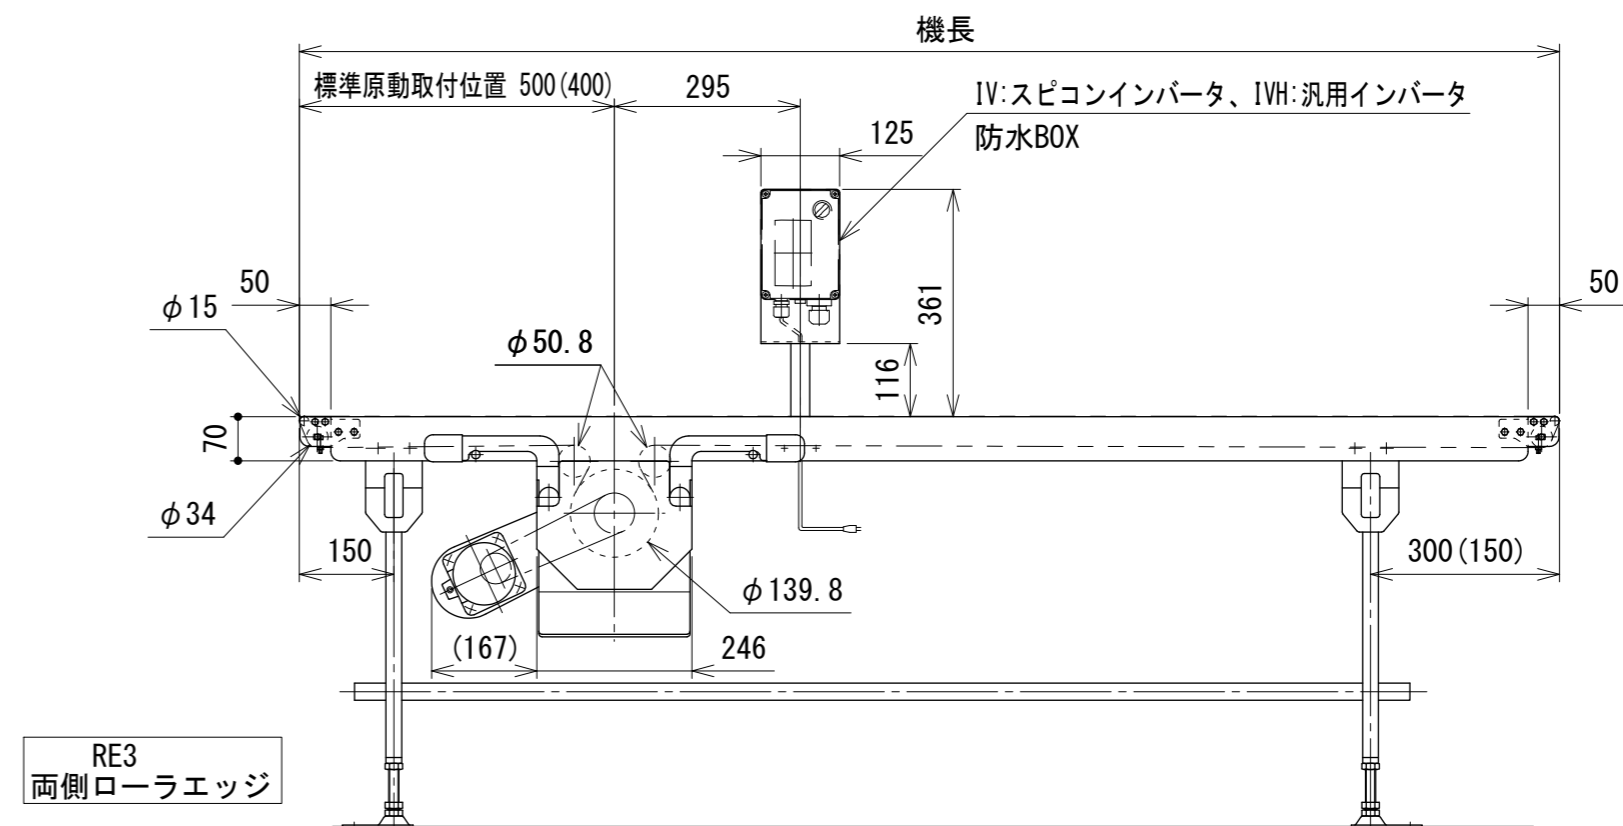 機長
標準原動取付位置 500(400)
295
IV:スピコンインバータ、IVH:汎用インバータ
防水BOX
125
50
φ15
361
50
φ50.8
116
70
φ34
150
300(150)
φ139.8
(167)
246
RE3
両側ローラエッジ